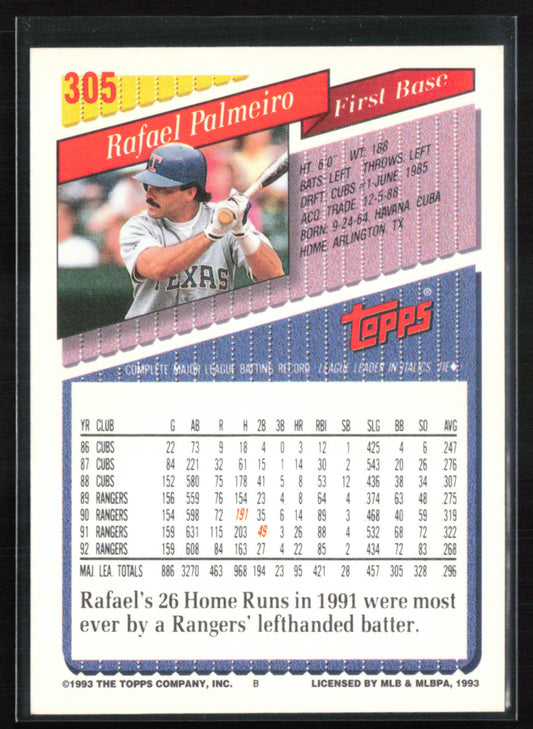 305
Rafael Palmeiro
First Base
HT: 6'0" WT: 188
BATS: LEFT THROWS: LEFT
DRFT: CUBS #1-JUNE, 1985
ACQ: TRADE, 12-5-88
BORN: 9-24-64, HAVANA, CUBA
HOME: ARLINGTON, TX
T
TEXAS
TOPPS®
COMPLETE MAJOR LEAGUE BATTING RECORD LEAGUE LEADER IN ITALICS, TIE◆
YR CLUB G AB R H 2B 3B HR RBI SB SLG BB SO AVG
86 CUBS 22 73 9 18 4 0 3 12 1 425 4 6 247
87 CUBS 84 221 32 61 15 1 14 30 2 543 20 26 276
88 CUBS 152 580 75 178 41 5 8 53 12 436 38 34 307
89 RANGERS 156 559 76 154 23 4 8 64 4 374 63 48 275
90 RANGERS 154 598 72 191 35 6 14 89 3 468 40 59 319
91 RANGERS 159 631 115 203 49 3 26 88 4 532 68 72 322
92 RANGERS 159 608 84 163 27 4 22 85 2 434 72 83 268
MAJ. LEA. TOTALS 886 3270 463 968 194 23 95 421 28 457 305 328 .296
Rafael's 26 Home Runs in 1991 were most
ever by a Rangers' lefthanded batter.
©1993 THE TOPPS COMPANY, INC. B LICENSED BY MLB & MLBPA, 1993